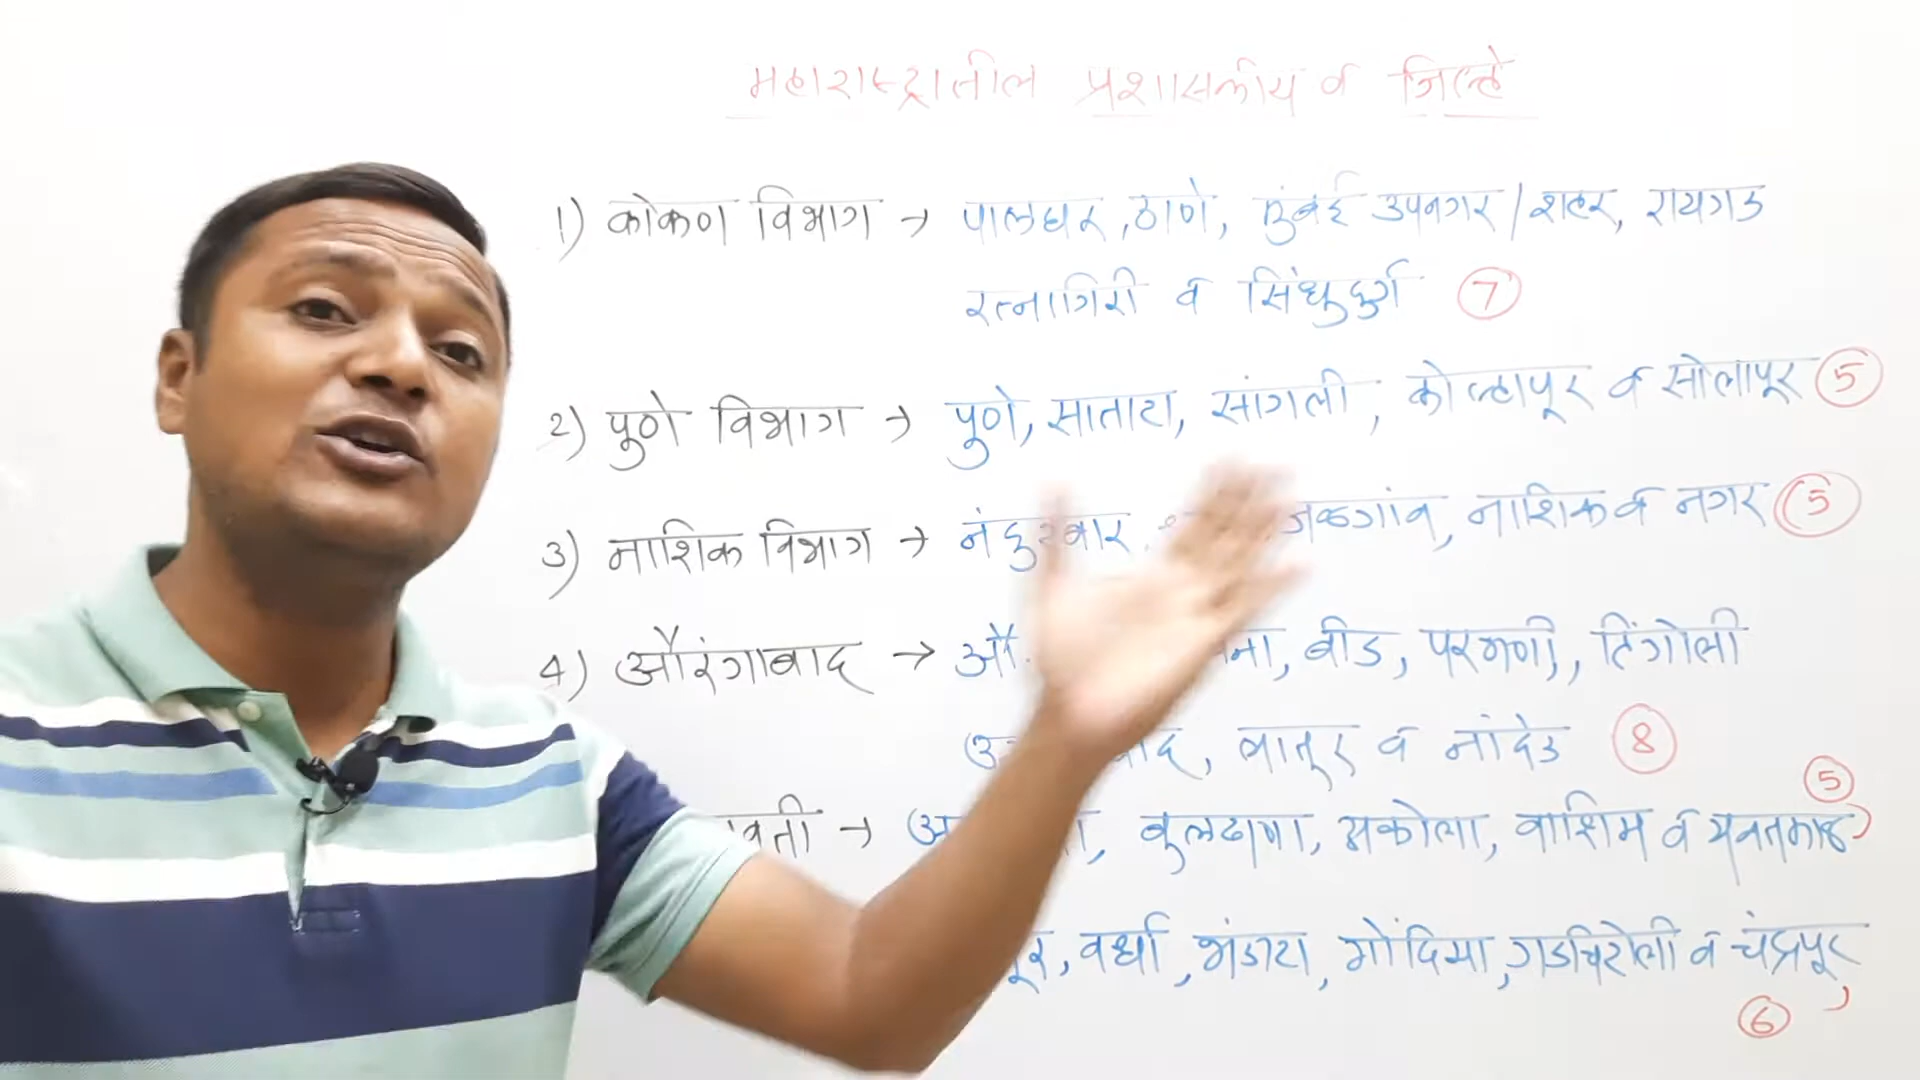 महाराष्ट्रातील प्रशासकीय व जिल्हे
1) कोकण विभाग → पालघर, ठाणे, मुंबई उपनगर / शहर, रायगड
रत्नागिरी व सिंधुदुर्ग 7
2) पुणे विभाग → पुणे, सातारा, सांगली, कोल्हापूर व सोलापूर 5
3) नाशिक विभाग → नंदुरबार, जळगांव, नाशिक व नगर 5
4) औरंगाबाद → बीड, परभणी, हिंगोली
लातूर व नांदेड 8
5
→ बुलढाणा, अकोला, वाशिम व यवतमाळ
वर्धा, भंडारा, गोंदिया, गडचिरोली व चंद्रपूर,
6